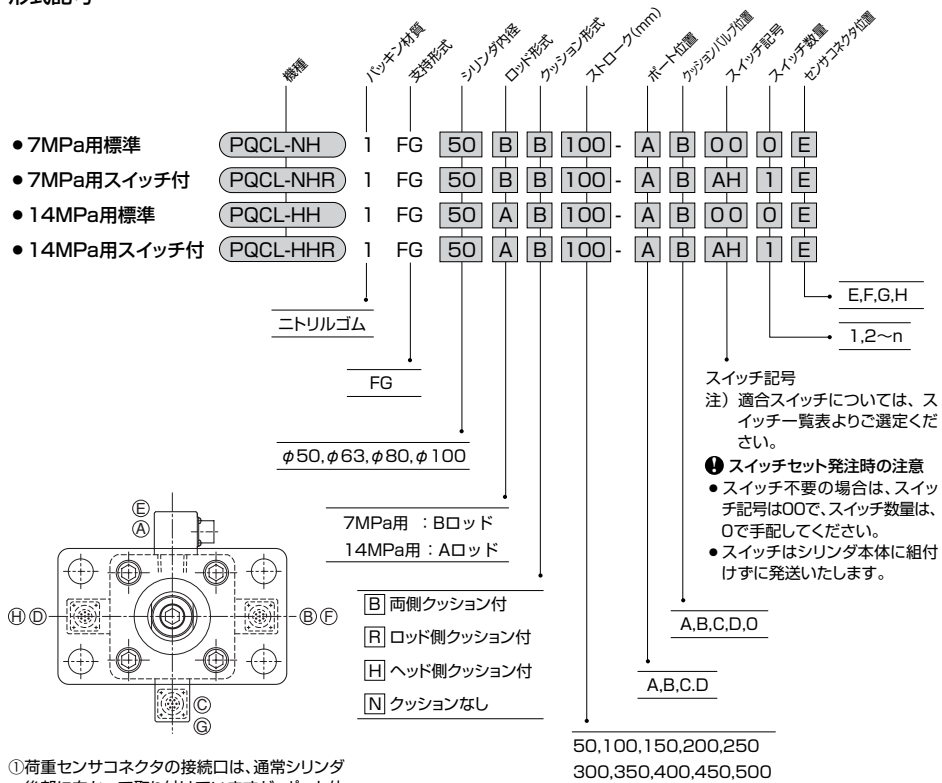 機種
パッキン材質
支持形式
シリンダ内径
ロッド形式
クッション形式
ストローク(mm)
ポート位置
クッションバルブ位置
スイッチ記号
スイッチ数量
センサコネクタ位置
●7MPa用標準 PQCL-NH 1 FG 50 B B 100 - A B 00 0 E
●7MPa用スイッチ付 PQCL-NHR 1 FG 50 B B 100 - A B AH 1 E
●14MPa用標準 PQCL-HH 1 FG 50 A B 100 - A B 00 0 E
●14MPa用スイッチ付 PQCL-HHR 1 FG 50 A B 100 - A B AH 1 E
E,F,G,H
1,2〜n
ニトリルゴム
FG
φ50,φ63,φ80,φ100
7MPa用 :Bロッド
14MPa用:Aロッド
B 両側クッション付
R ロッド側クッション付
H ヘッド側クッション付
N クッションなし
スイッチ記号
注)適合スイッチについては、ス
イッチ一覧表よりご選定くだ
さい。
! スイッチセット発注時の注意
●スイッチ不要の場合は、スイッ
チ記号は00で、スイッチ数量は、
0で手配してください。
●スイッチはシリンダ本体に組付
けずに発送いたします。
A,B,C,D,0
A,B,C.D
50,100,150,200,250
300,350,400,450,500
Ⓔ
Ⓐ
ⒽⒹ
ⒷⒻ
Ⓒ
Ⓖ
①荷重センサコネクタの接続口は、通常シリンダ